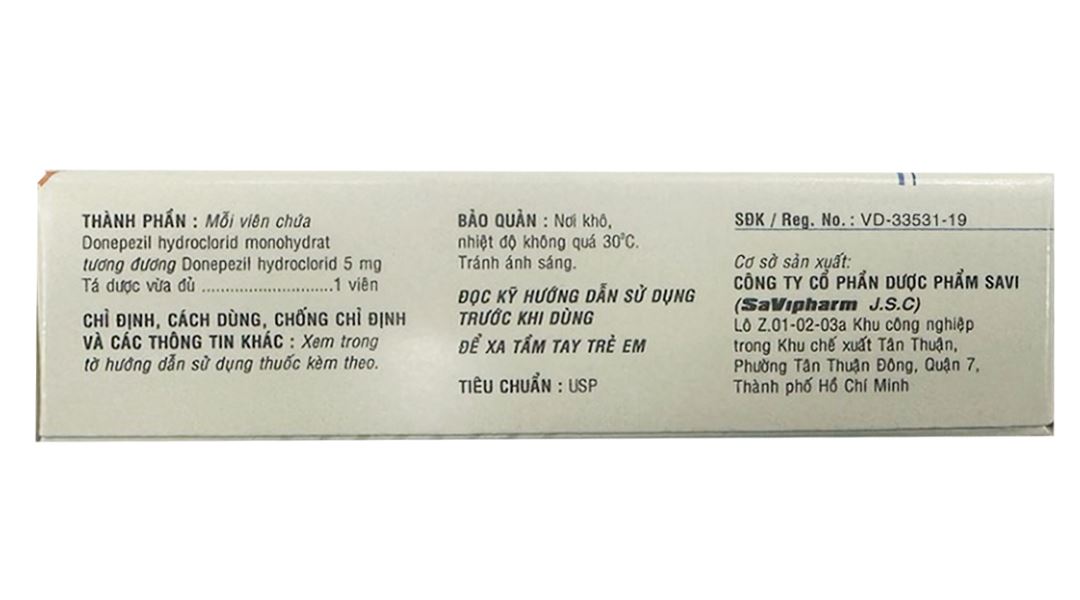 THÀNH PHẦN : Mỗi viên chứa
Donepezil hydroclorid monohydrat
tương đương Donepezil hydroclorid 5 mg
Tá dược vừa đủ ..........................1 viên
CHỈ ĐỊNH, CÁCH DÙNG, CHỐNG CHỈ ĐỊNH
VÀ CÁC THÔNG TIN KHÁC : Xem trong
tờ hướng dẫn sử dụng thuốc kèm theo.
BẢO QUẢN : Nơi khô,
nhiệt độ không quá 30°C.
Tránh ánh sáng.
ĐỌC KỸ HƯỚNG DẪN SỬ DỤNG
TRƯỚC KHI DÙNG
ĐỂ XA TẦM TAY TRẺ EM
TIÊU CHUẨN : USP
SĐK / Reg. No. : VD-33531-19
Cơ sở sản xuất:
CÔNG TY CỔ PHẦN DƯỢC PHẨM SAVI
(SaVipharm J.S.C)
Lô Z.01-02-03a Khu công nghiệp
trong Khu chế xuất Tân Thuận,
Phường Tân Thuận Đông, Quận 7,
Thành phố Hồ Chí Minh